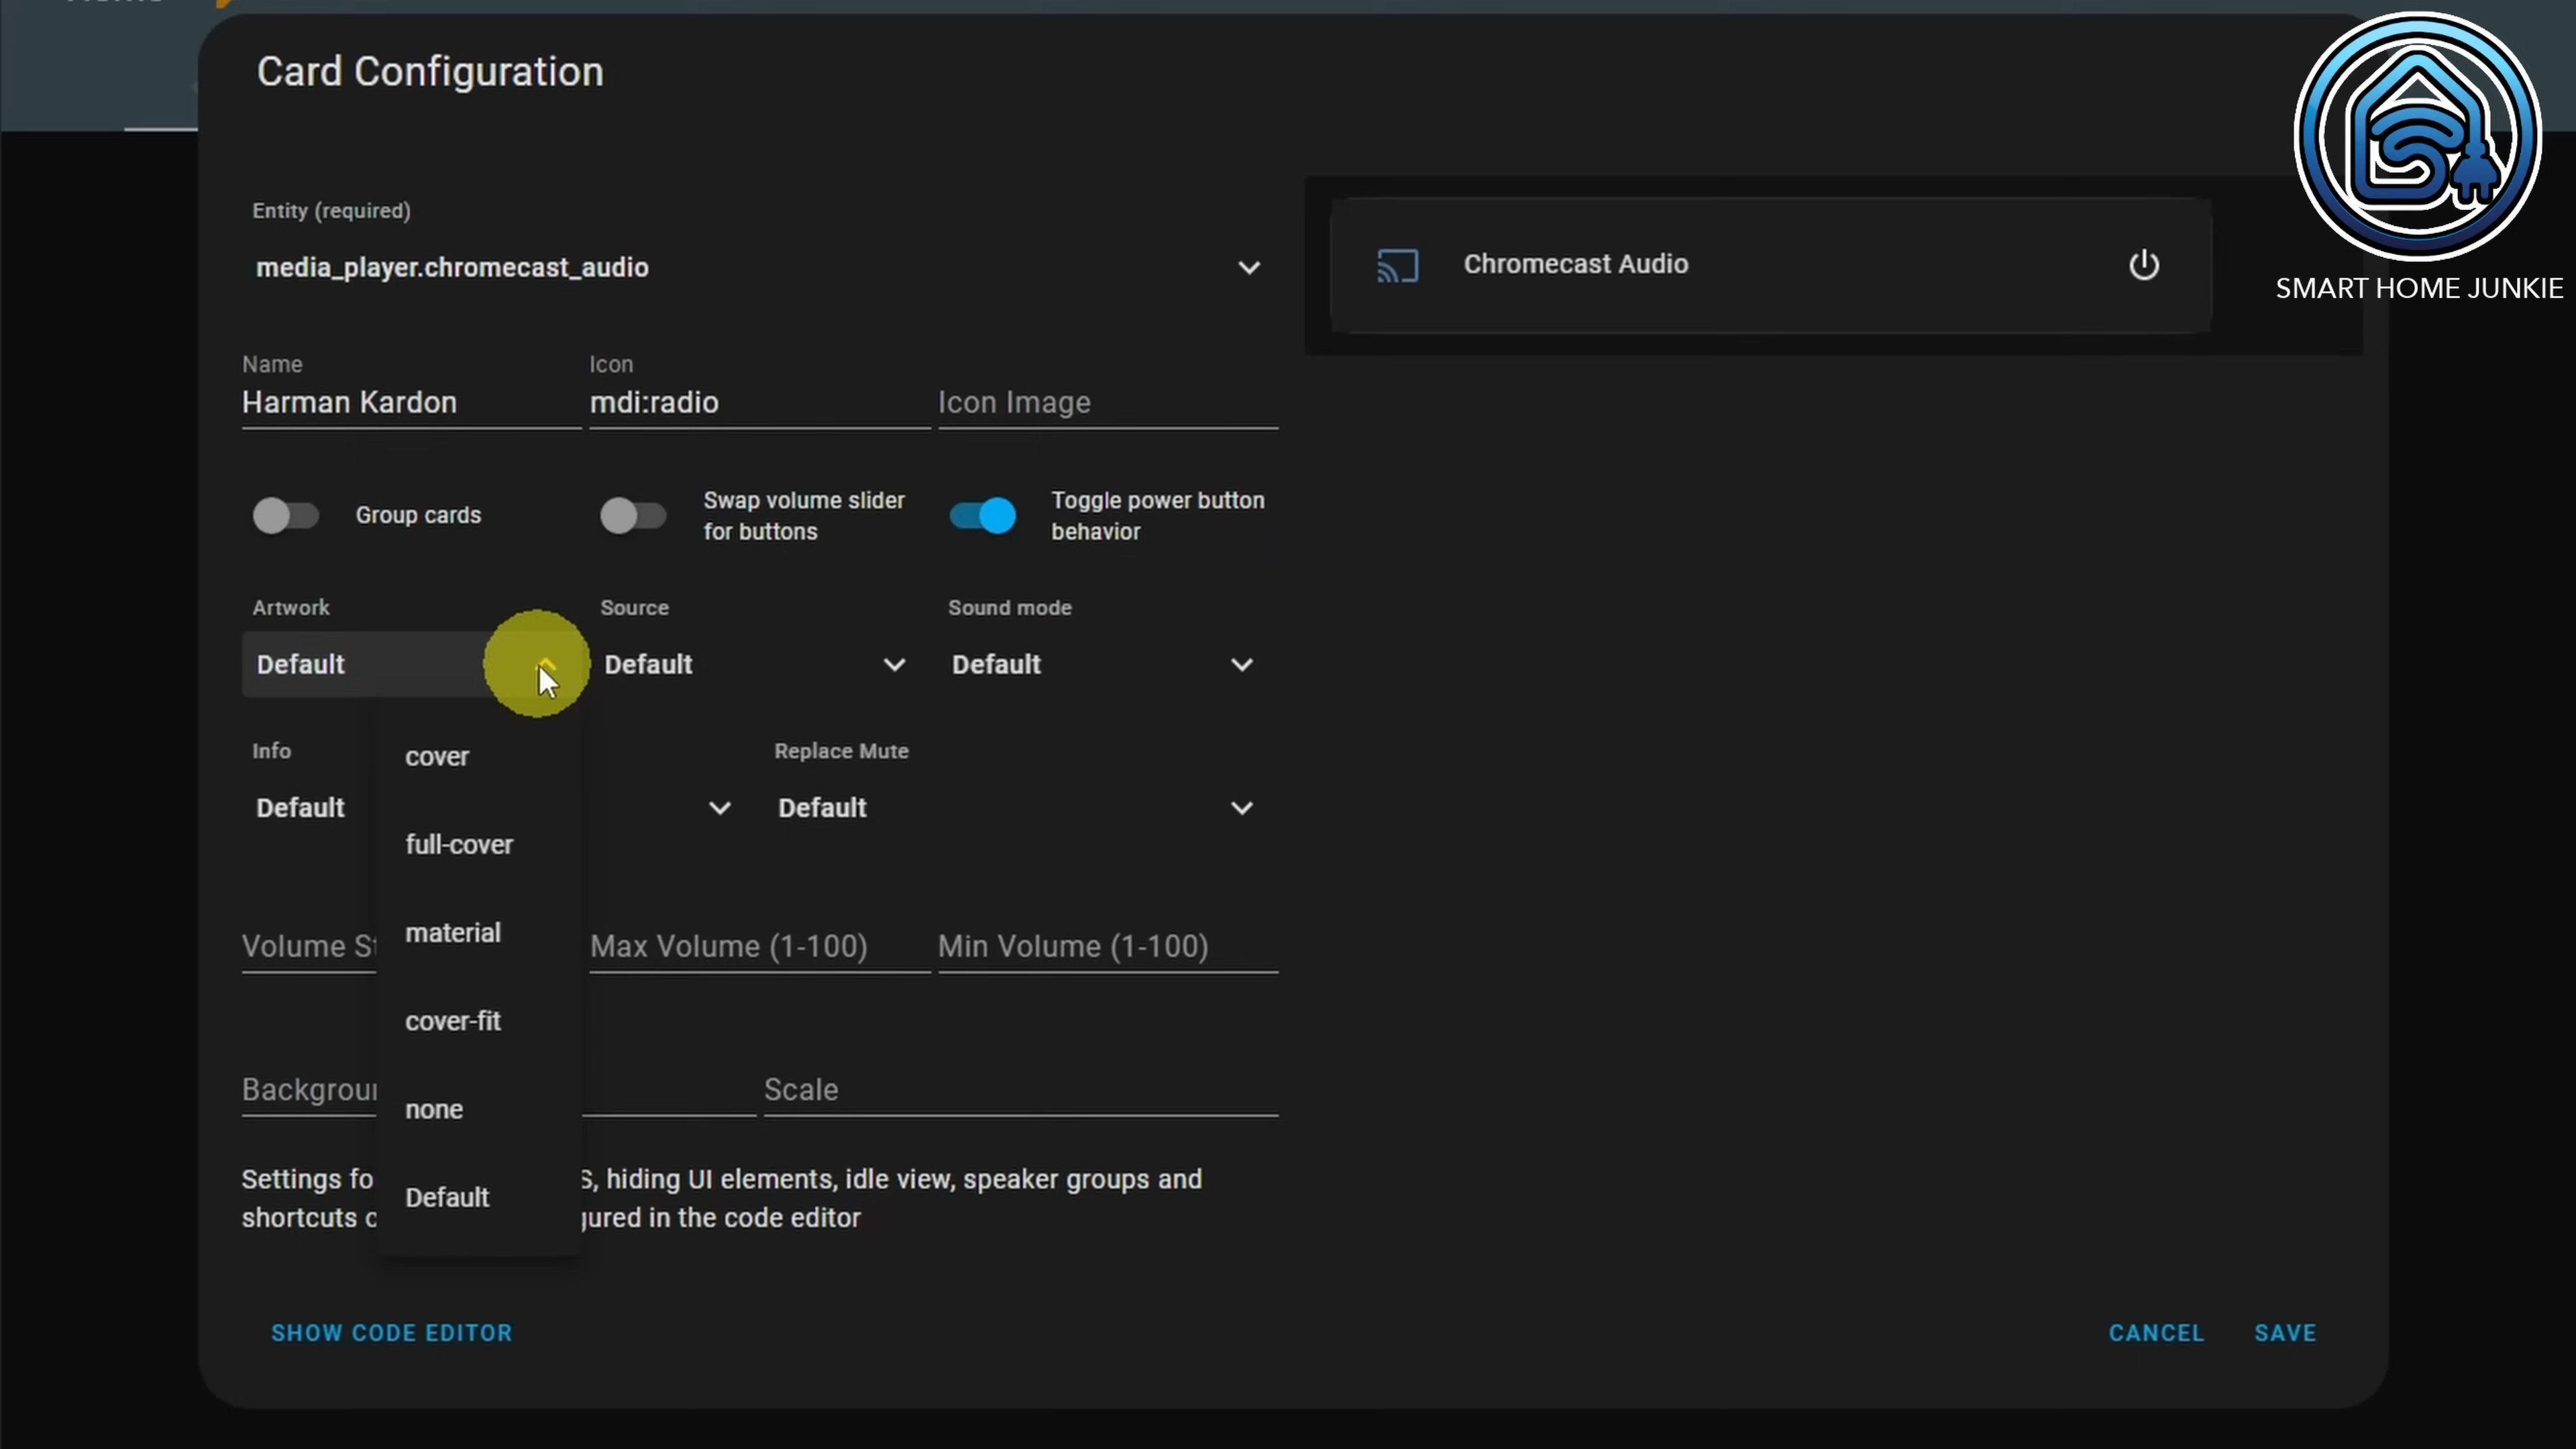 Card Configuration
SMART HOME JUNKIE
Entity (required)
media_player.chromecast_audio
Chromecast Audio
Name
Harman Kardon
Icon
mdi:radio
Icon Image
Group cards
Swap volume slider
for buttons
Toggle power button
behavior
Artwork
Default
Source
Default
Sound mode
Default
cover
full-cover
material
cover-fit
none
Default
Info
Default
Replace Mute
Default
Volume
Max Volume (1-100)
Min Volume (1-100)
Scale
Settings hiding UI elements, idle view, speaker groups and
shortcuts in the code editor
SHOW CODE EDITOR
CANCEL
SAVE